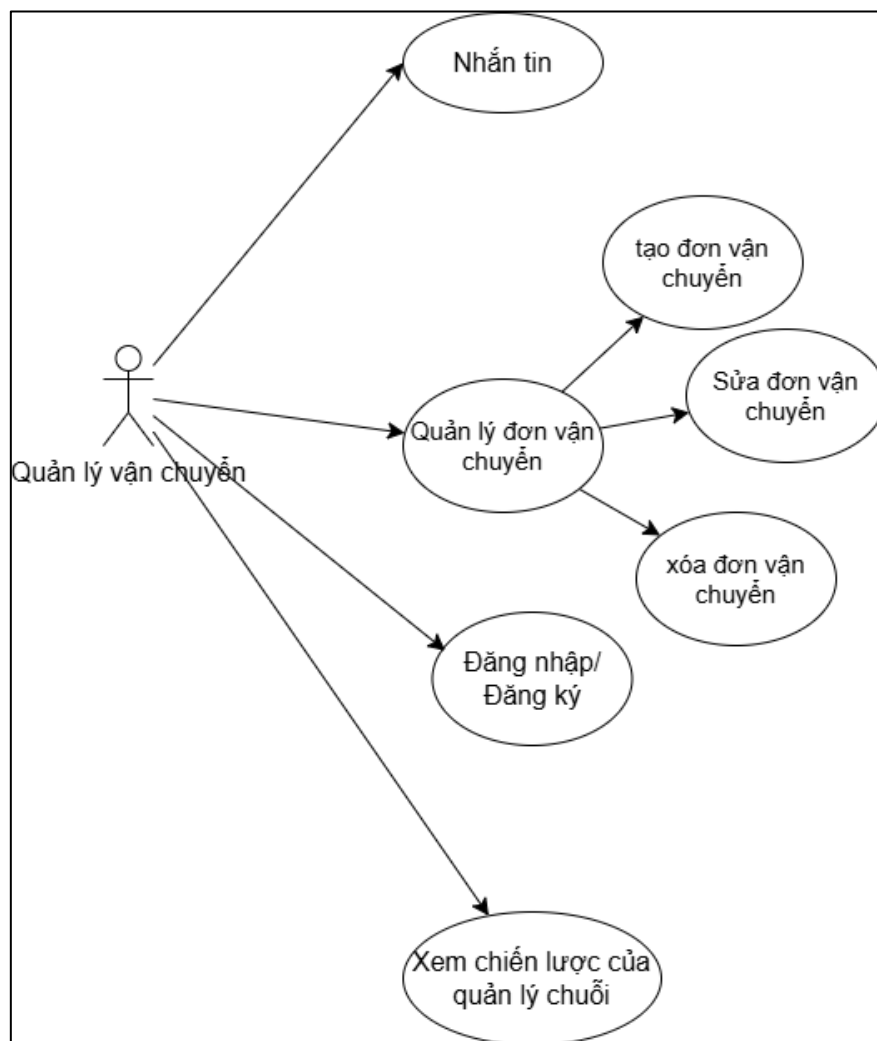 Nhắn tin
tạo đơn vận
chuyển
Sửa đơn vận
chuyển
Quản lý đơn vận
chuyển
Quản lý vận chuyển
xóa đơn vận
chuyển
Đăng nhập/
Đăng ký
Xem chiến lược của
quản lý chuỗi